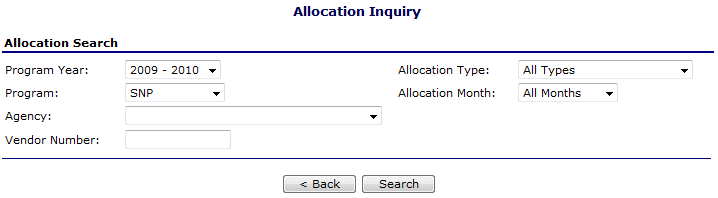 Allocation Inquiry
Allocation Search
Program Year: 2009 - 2010 Allocation Type: All Types
Program: SNP Allocation Month: All Months
Agency:
Vendor Number:
< Back Search